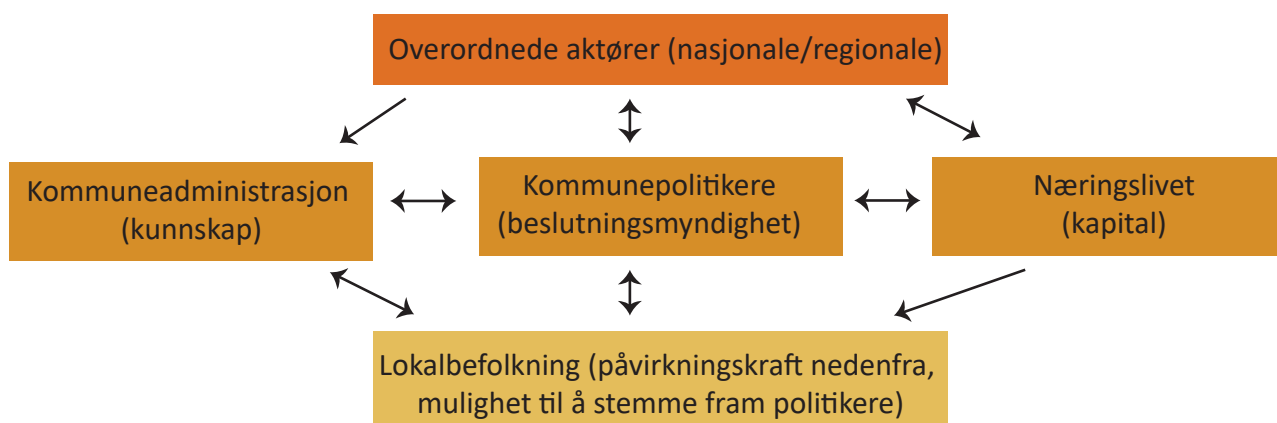 Overordnede aktører (nasjonale/regionale)
Kommuneadministrasjon
(kunnskap)
Kommunepolitikere
(beslutningsmyndighet)
Næringslivet
(kapital)
Lokalbefolkning (påvirkningskraft nedenfra,
mulighet til å stemme fram politikere)